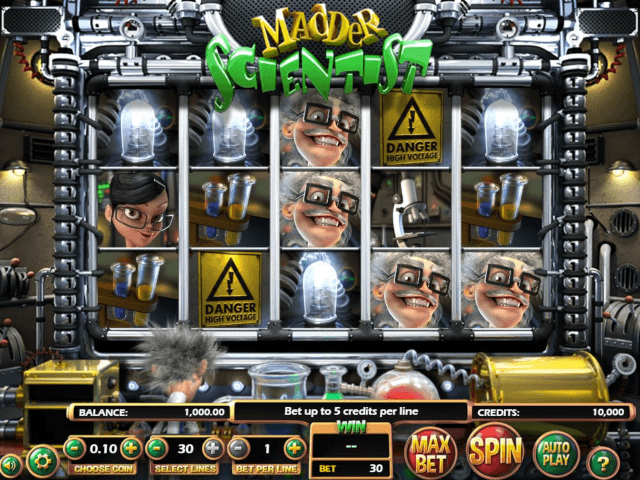 MADDER
SCIENTIST
DANGER
HIGH VOLTAGE
DANGER
HIGH VOLTAGE
BALANCE: 1,000.00
Bet up to 5 credits per line
CREDITS: 10,000
WIN
--
BET 30
- 0.10 +
CHOOSE COIN
- 30 +
SELECT LINES
- 1 +
BET PER LINE
MAX
BET
SPIN
AUTO
PLAY
?